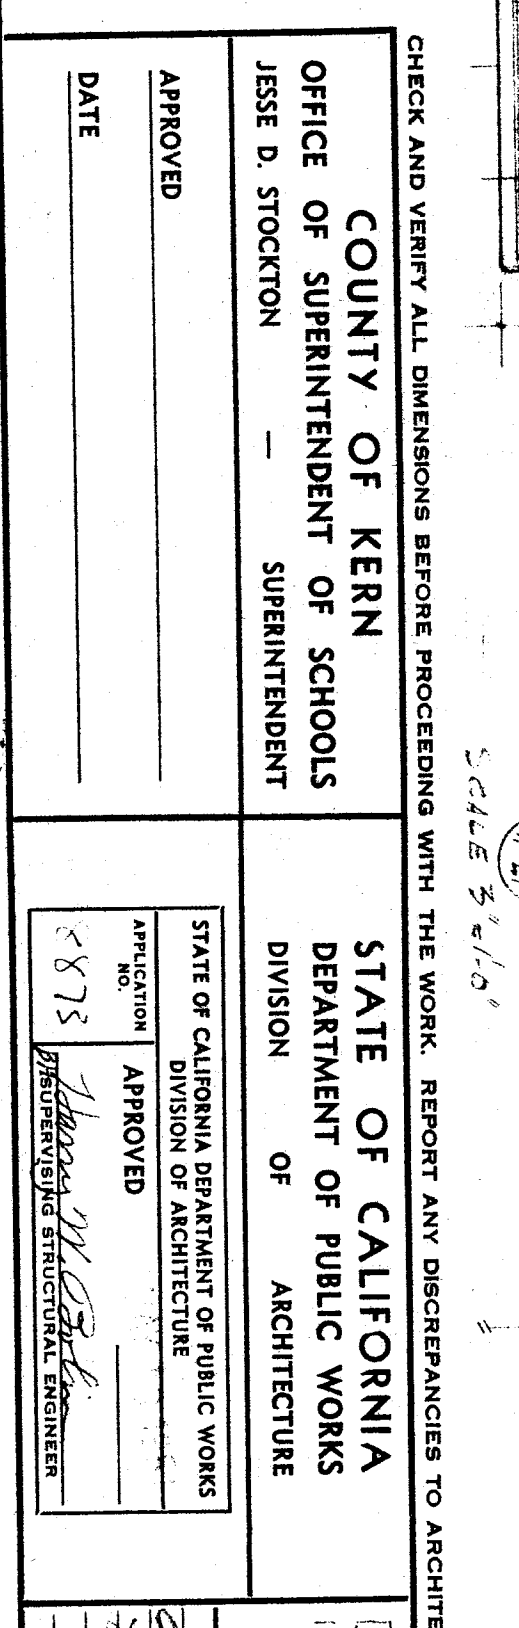 SCALE 3"=1'-0"
CHECK AND VERIFY ALL DIMENSIONS BEFORE PROCEEDING WITH THE WORK. REPORT ANY DISCREPANCIES TO ARCHITE
COUNTY OF KERN
OFFICE OF SUPERINTENDENT OF SCHOOLS
JESSE D. STOCKTON — SUPERINTENDENT
APPROVED
DATE
STATE OF CALIFORNIA
DEPARTMENT OF PUBLIC WORKS
DIVISION OF ARCHITECTURE
STATE OF CALIFORNIA DEPARTMENT OF PUBLIC WORKS
DIVISION OF ARCHITECTURE
APPLICATION
NO.
8873
APPROVED
SUPERVISING STRUCTURAL ENGINEER